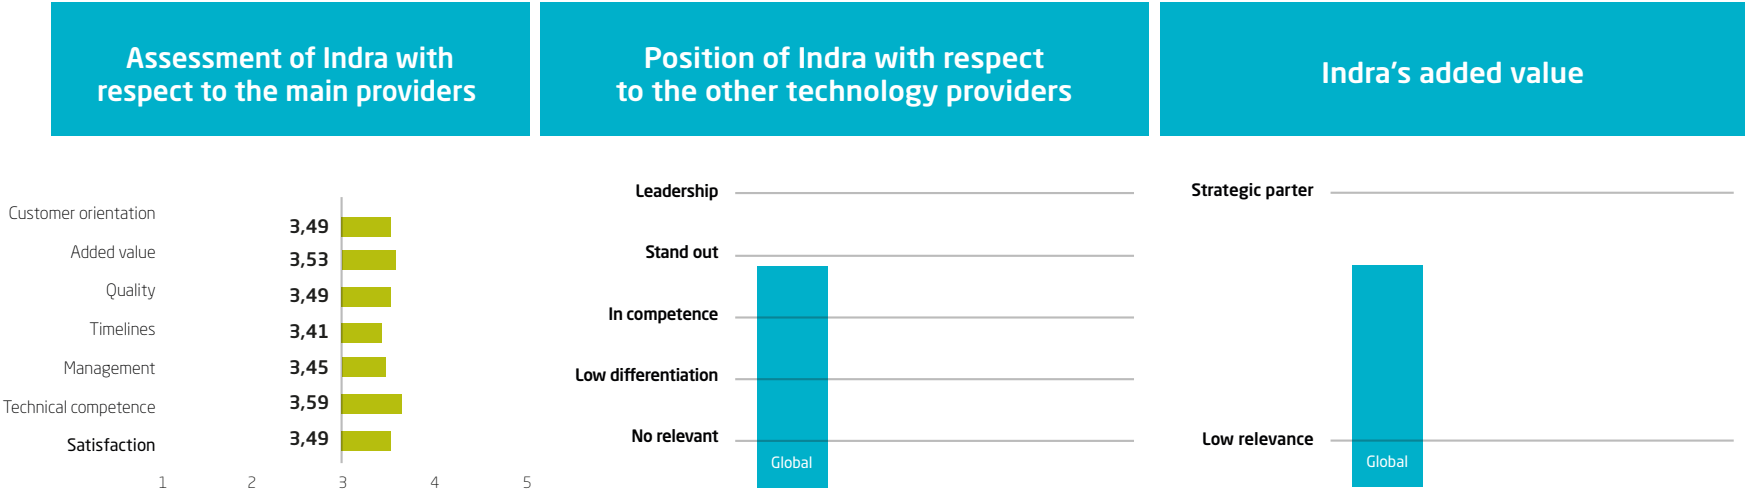 Assessment of Indra with
respect to the main providers
Position of Indra with respect
to the other technology providers
Indra's added value
Customer orientation
3,49
Added value
3,53
Quality
3,49
Timelines
3,41
Management
3,45
Technical competence
3,59
Satisfaction
3,49
1 2 3 4 5
Leadership
Stand out
In competence
Low differentiation
No relevant
Global
Strategic parter
Low relevance
Global